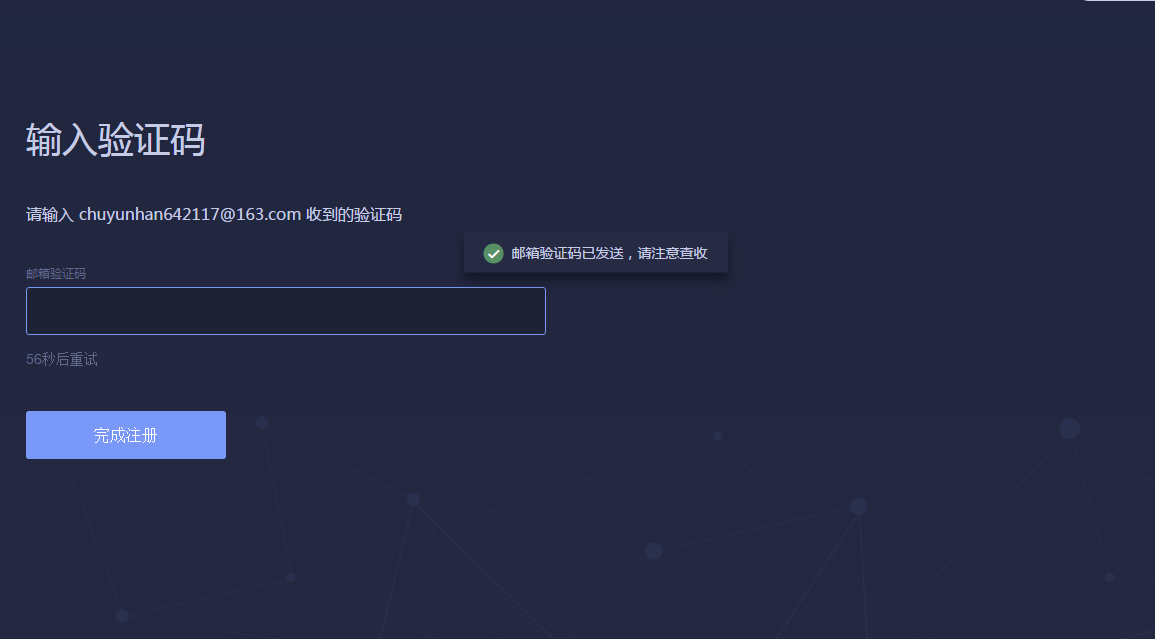 输入验证码
请输入 chuyunhan642117@163.com 收到的验证码
邮箱验证码已发送，请注意查收
邮箱验证码
56秒后重试
完成注册